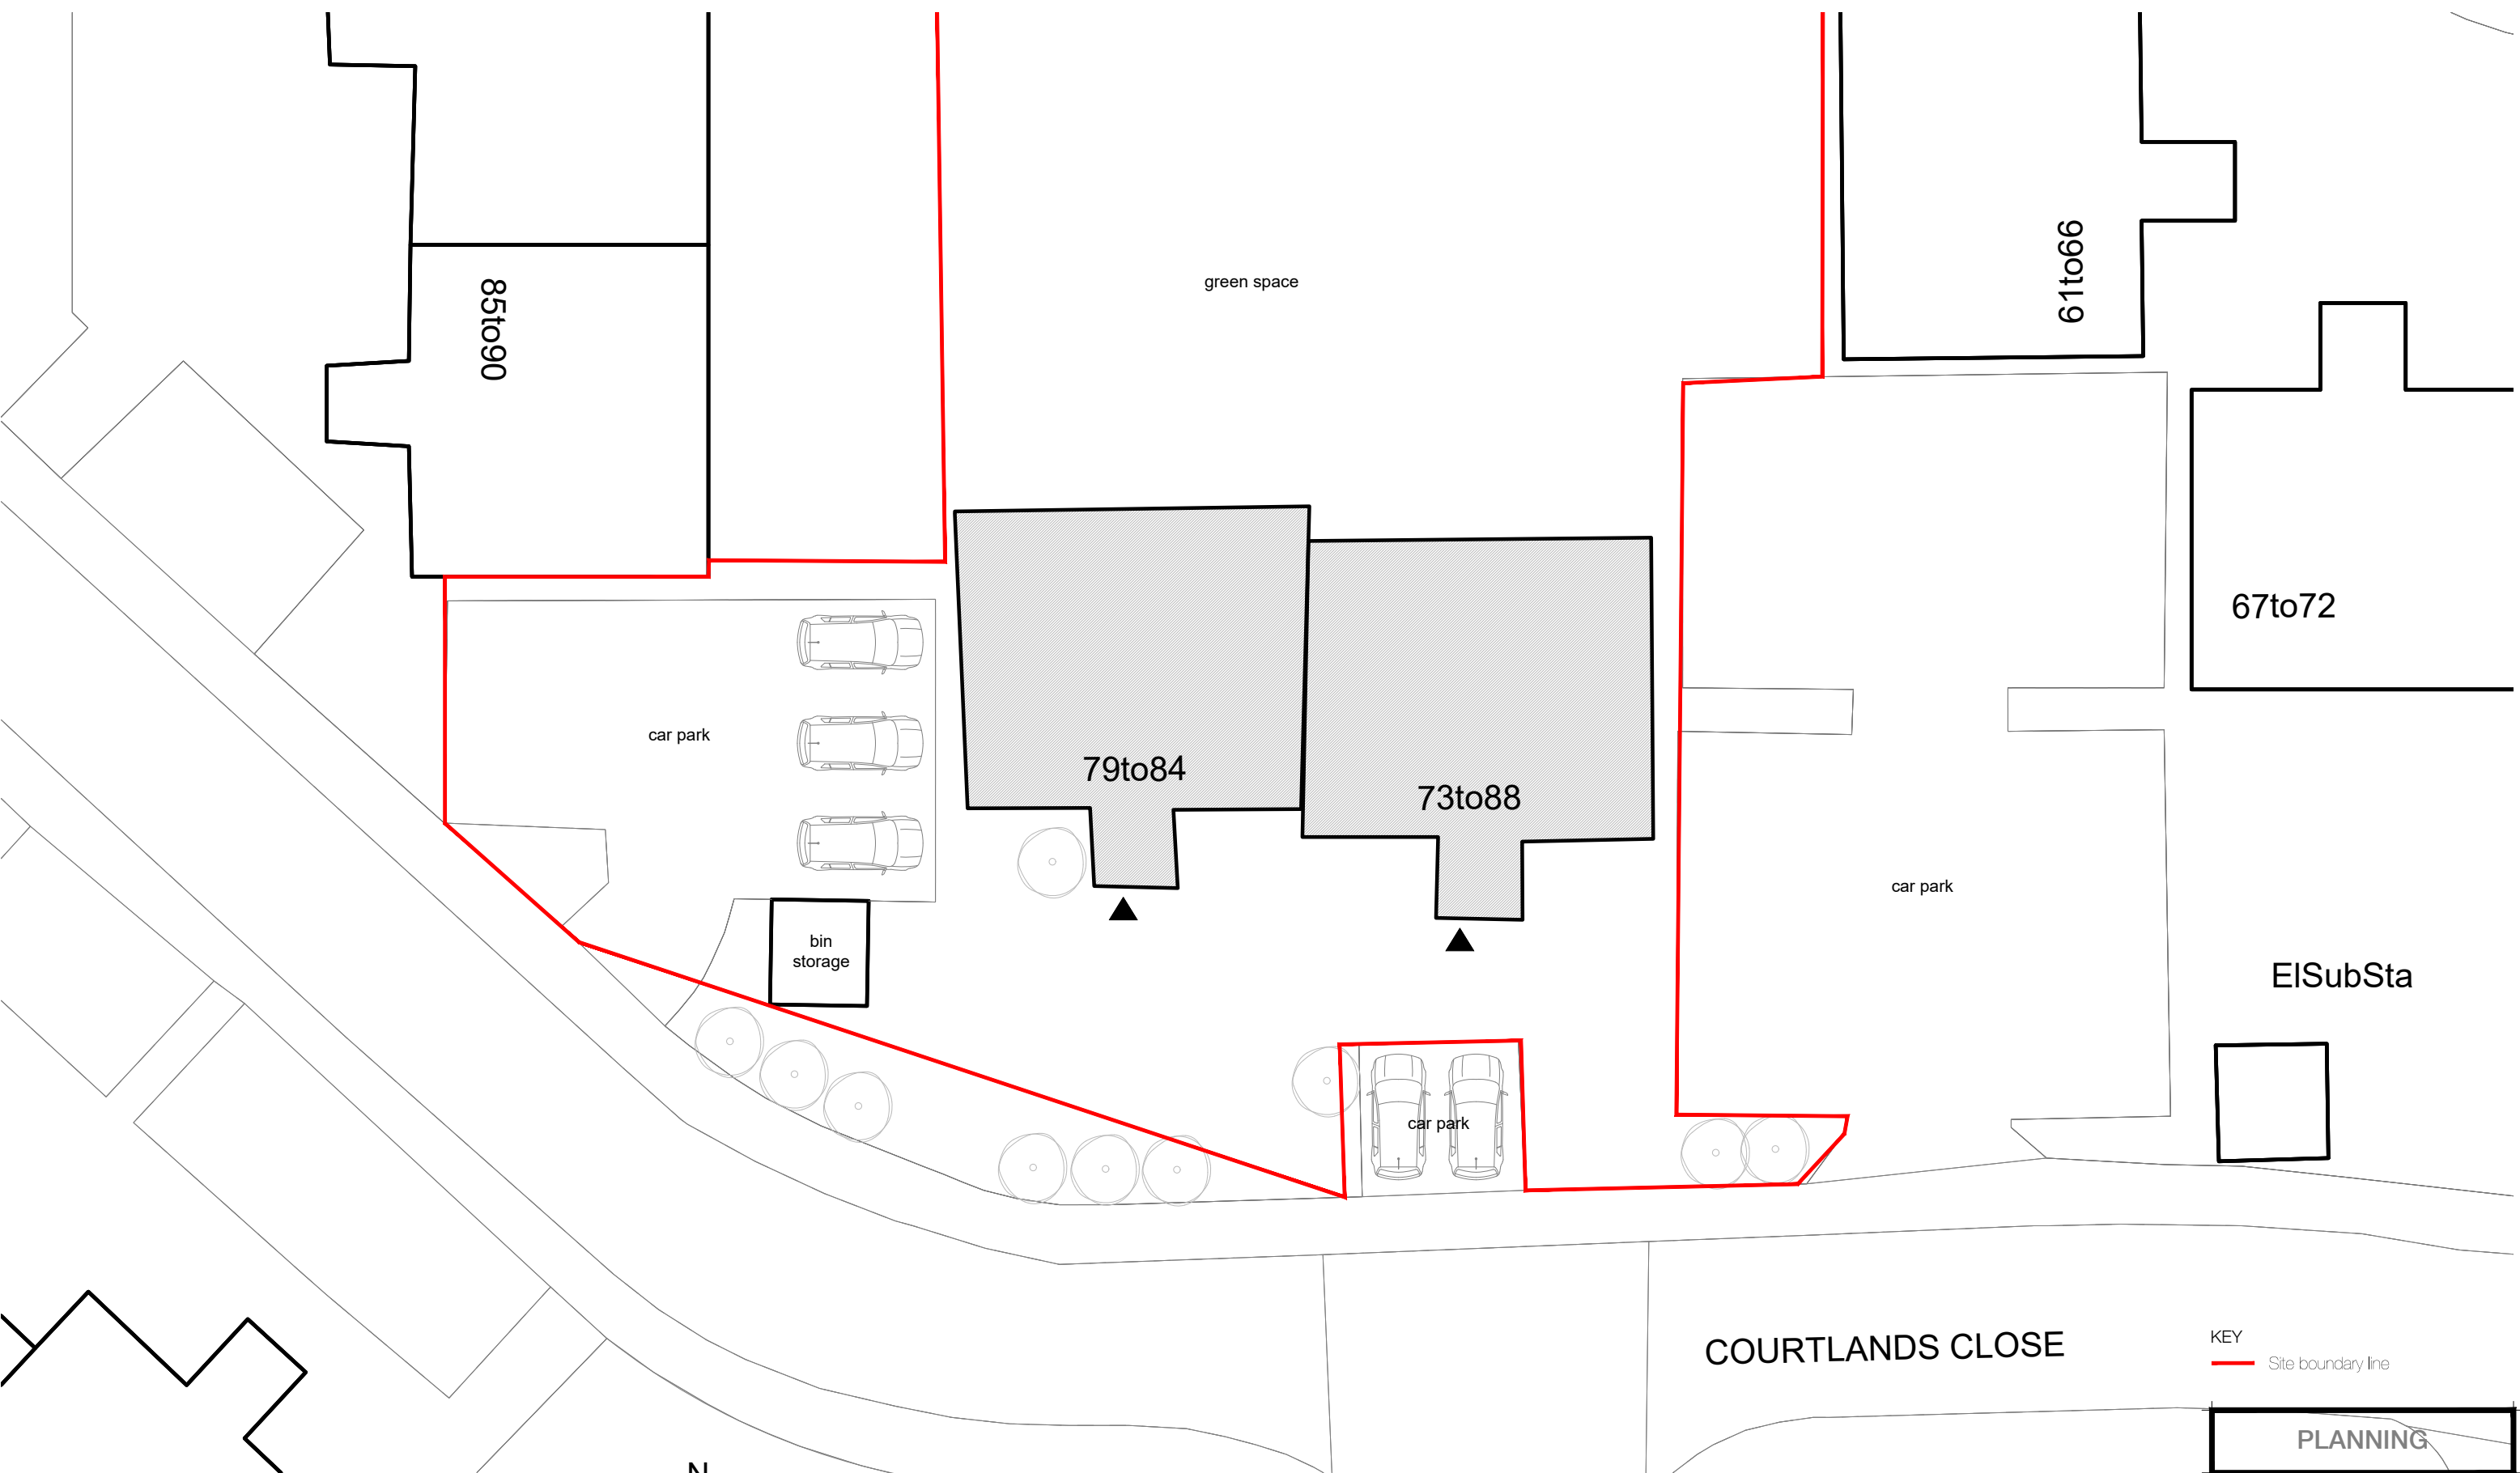 green space
61to66
85to90
67to72
car park
79to84
73to88
car park
bin
storage
ElSubSta
car park
COURTLANDS CLOSE
KEY
Site boundary line
PLANNING
N